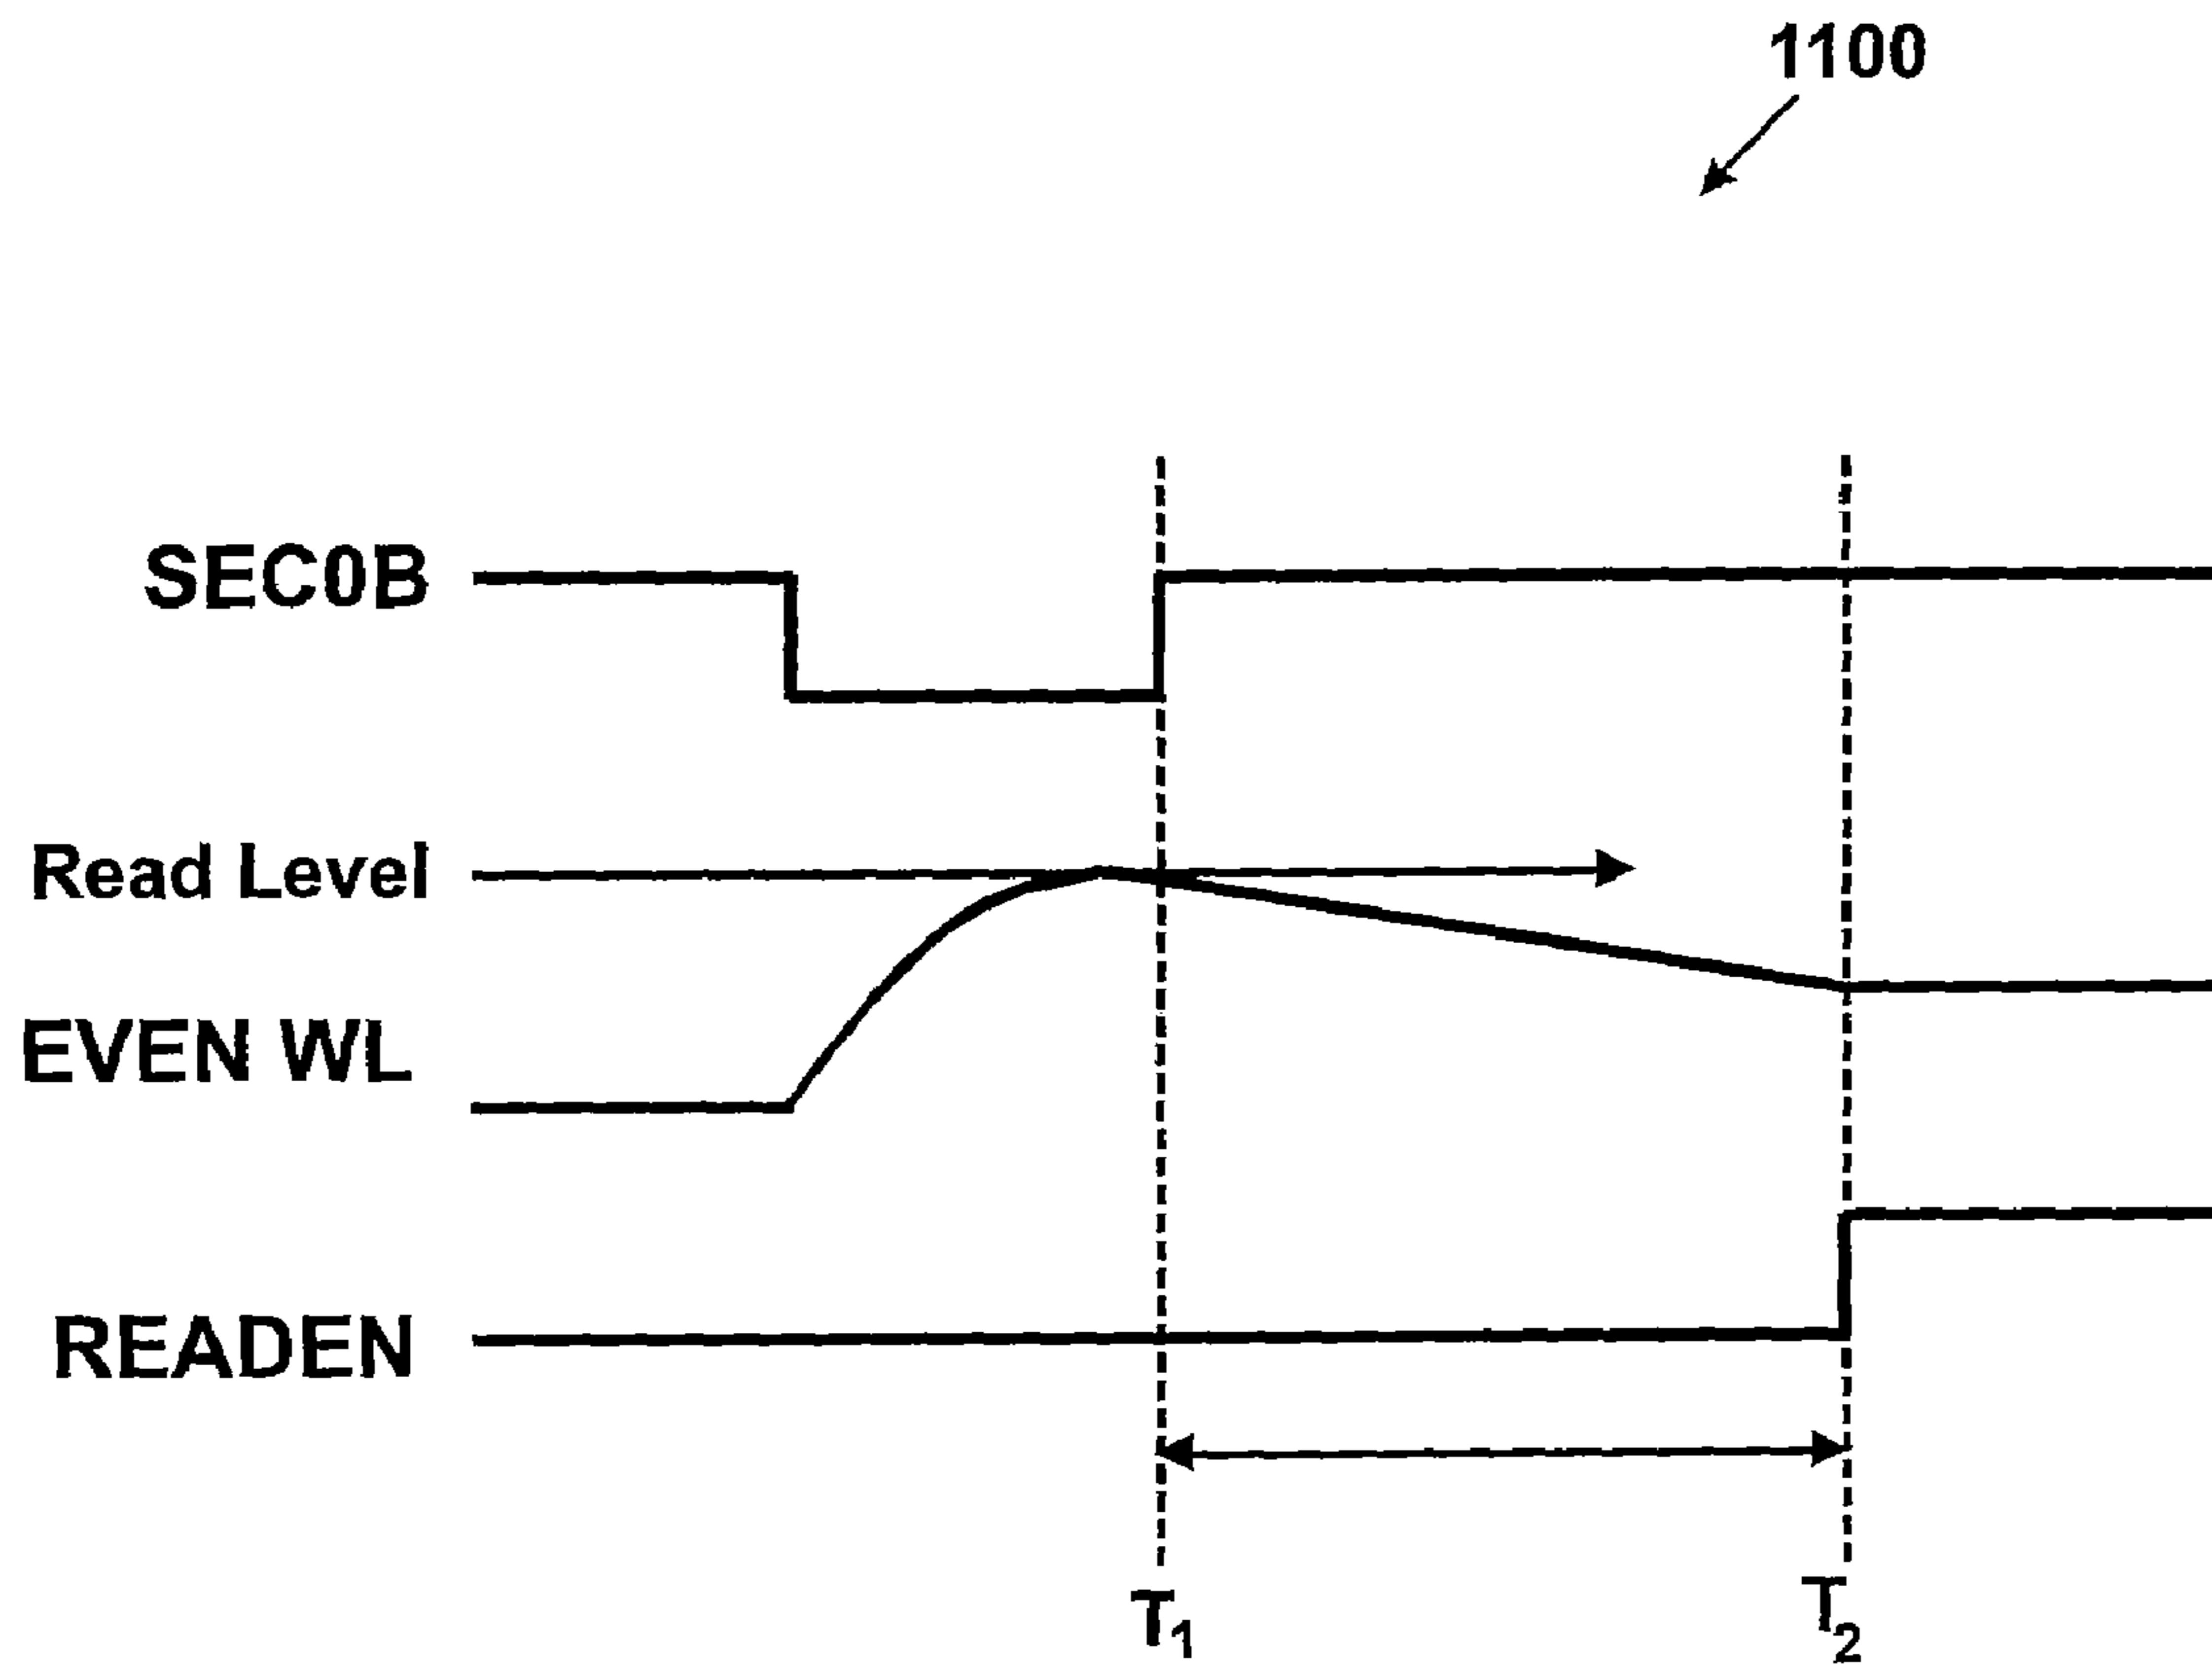 1100
SEC0B
Read Level
EVEN WL
READEN
T1
T2